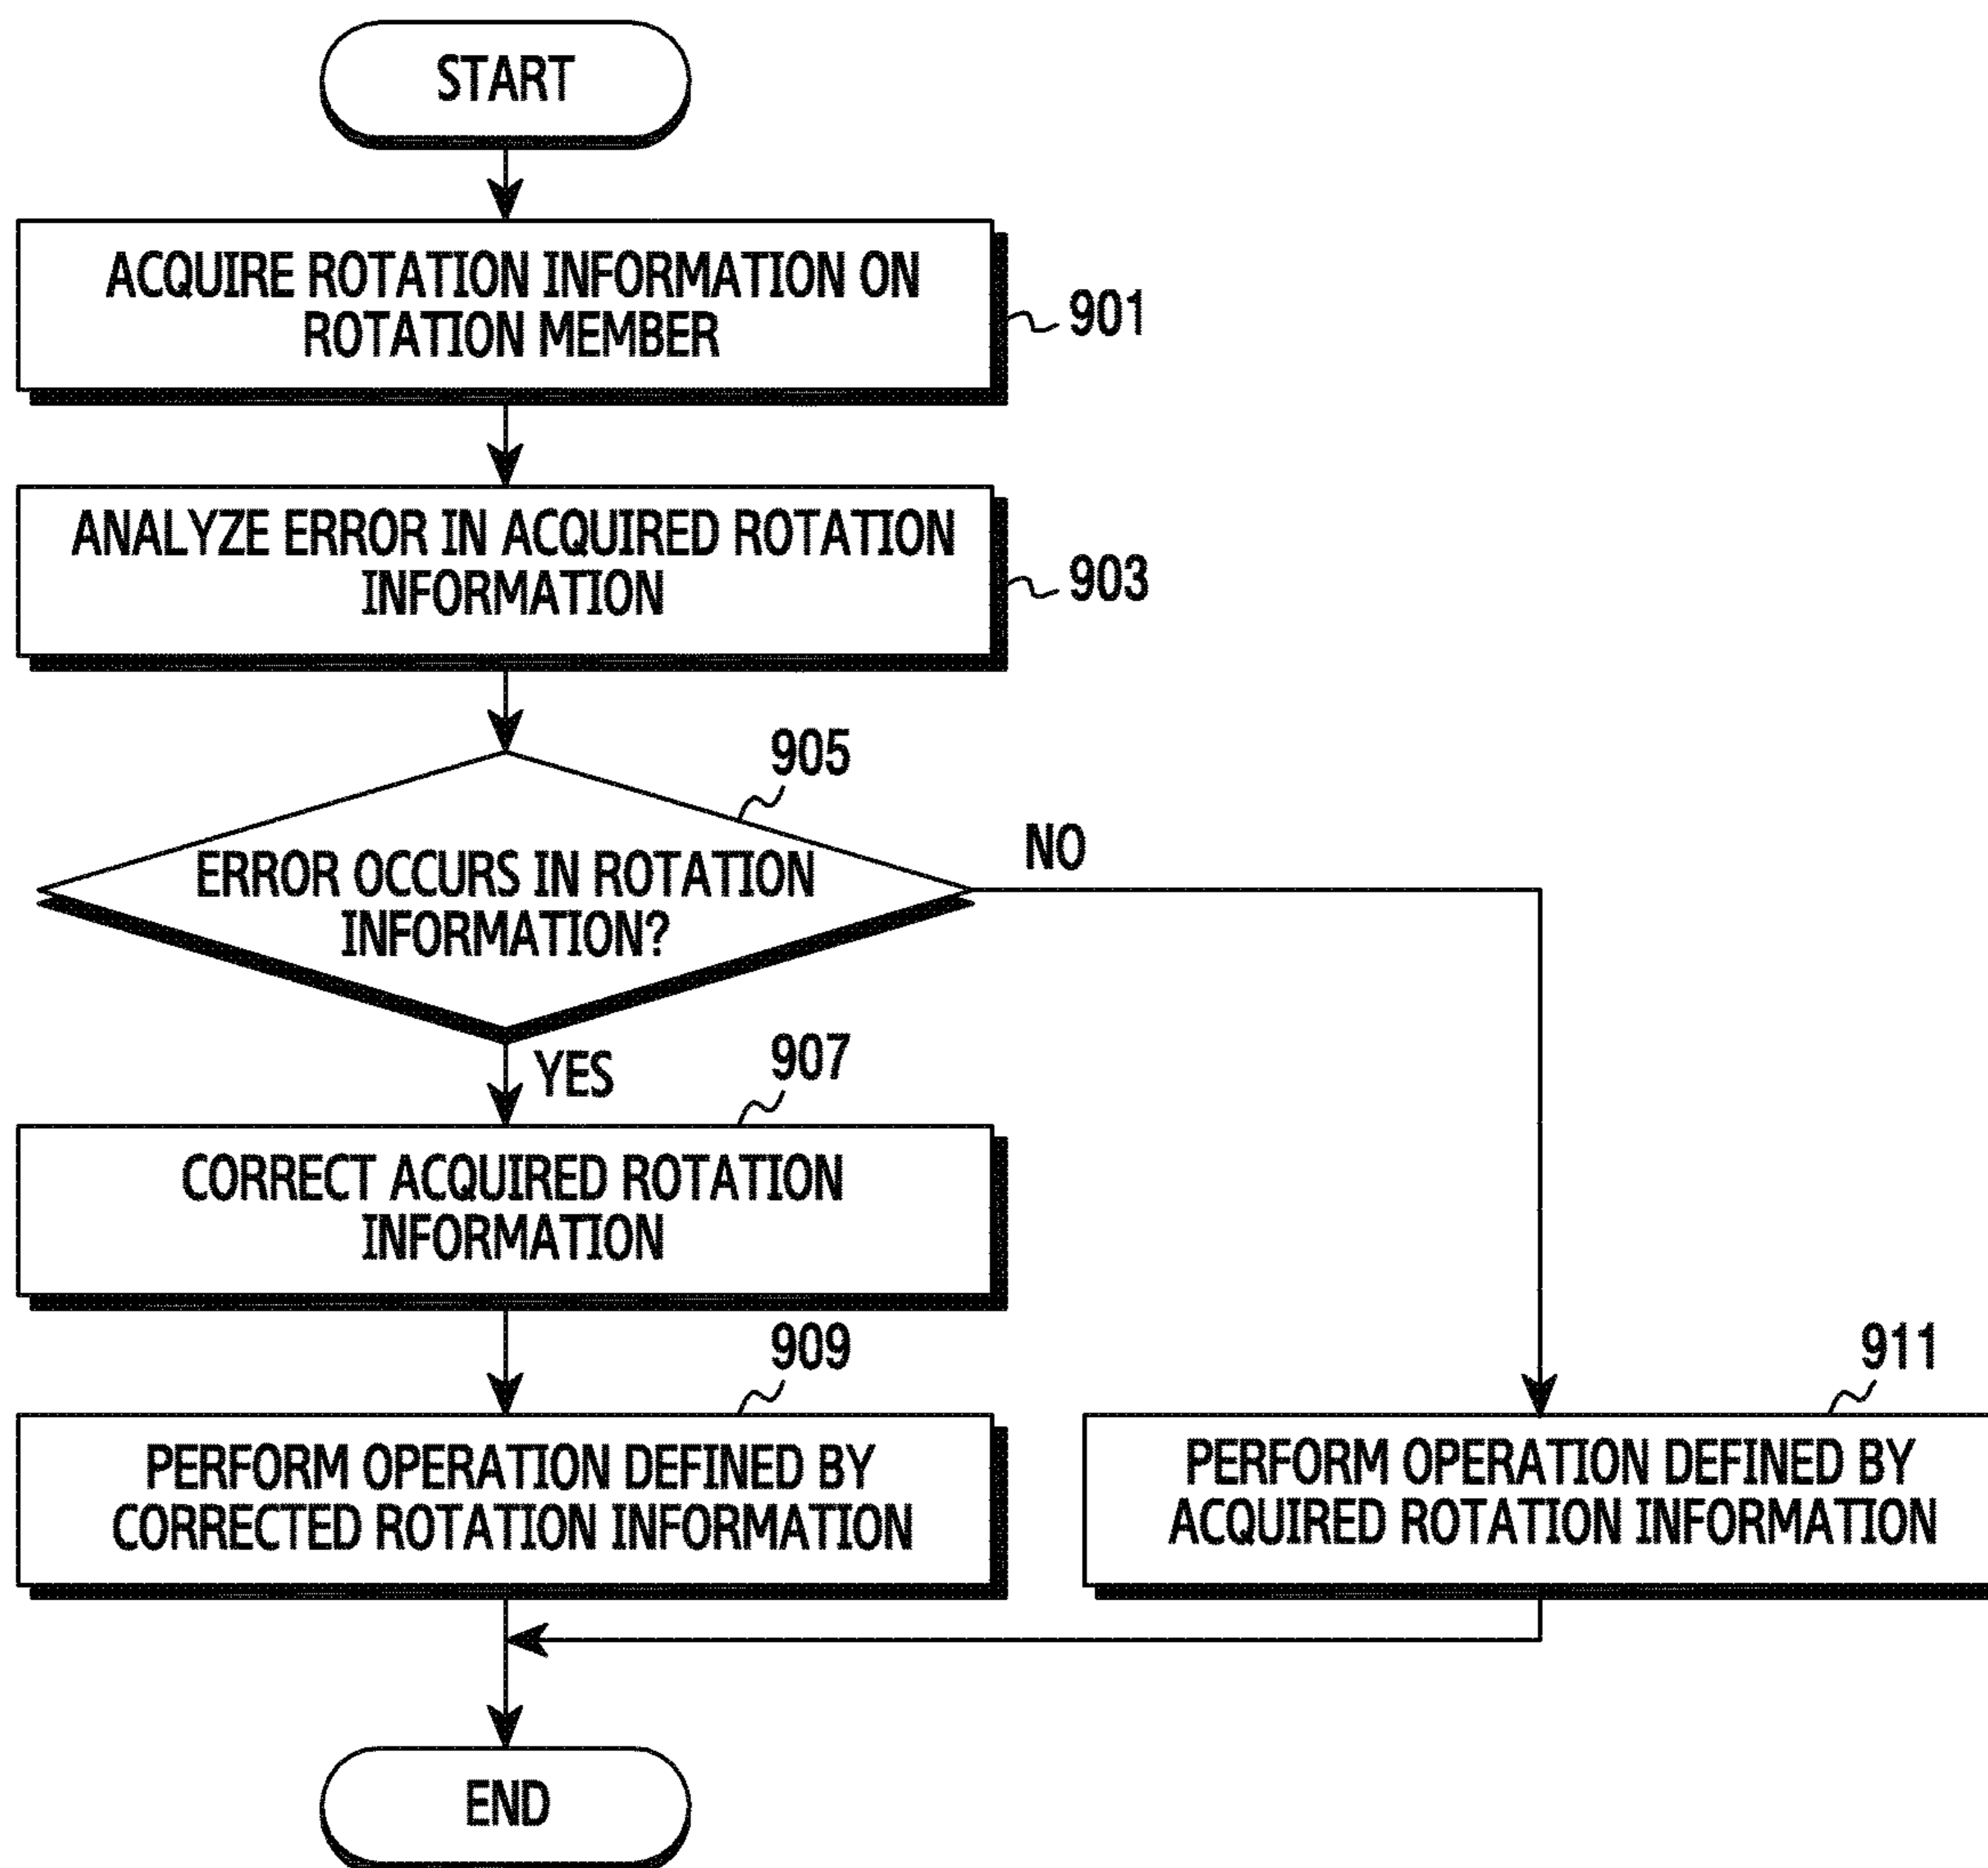 START
ACQUIRE ROTATION INFORMATION ON
ROTATION MEMBER
901
ANALYZE ERROR IN ACQUIRED ROTATION
INFORMATION
903
905
ERROR OCCURS IN ROTATION
INFORMATION?
NO
YES
907
CORRECT ACQUIRED ROTATION
INFORMATION
909
PERFORM OPERATION DEFINED BY
CORRECTED ROTATION INFORMATION
911
PERFORM OPERATION DEFINED BY
ACQUIRED ROTATION INFORMATION
END